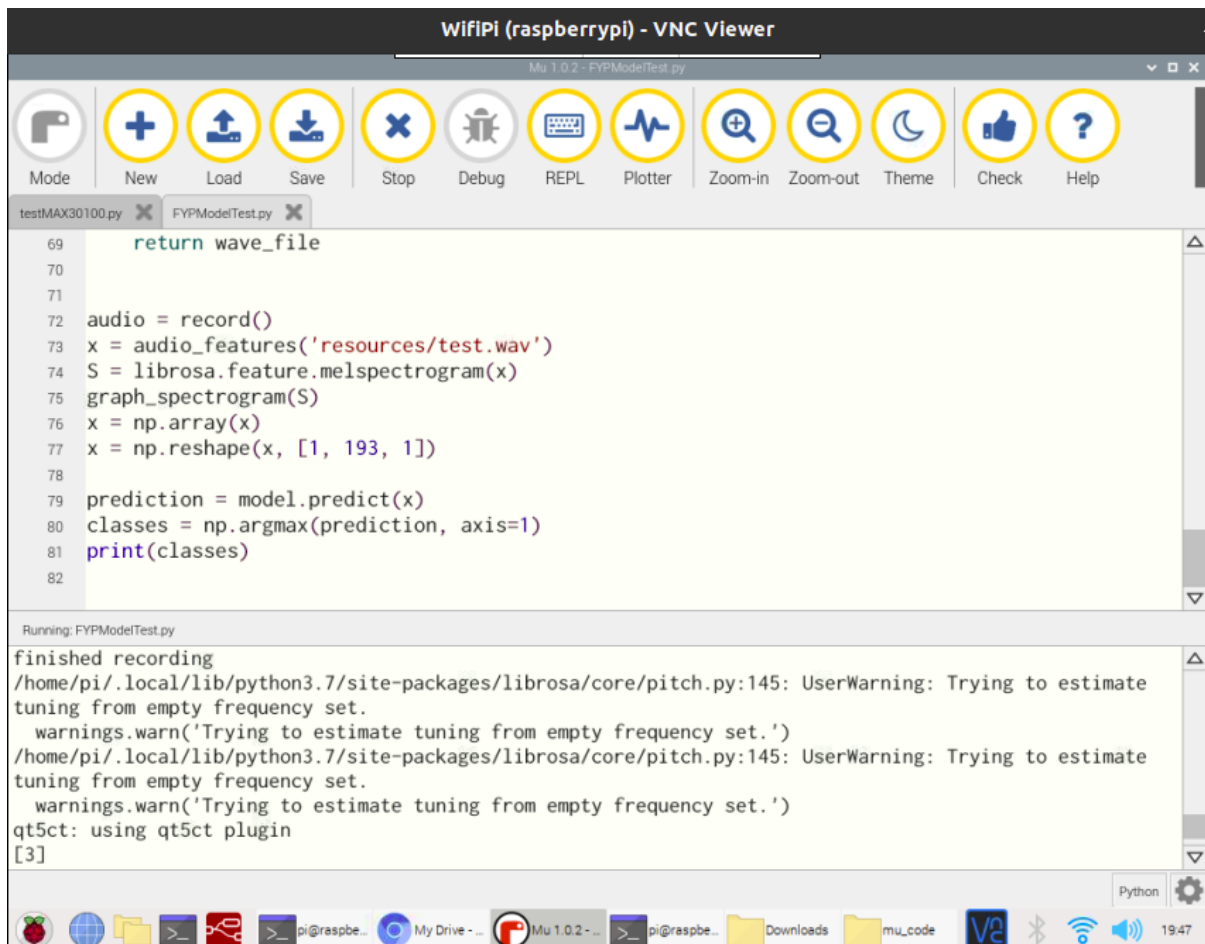 WifiPi (raspberrypi) - VNC Viewer
Mu 1.0.2 - FYPModelTest.py
Mode New Load Save Stop Debug REPL Plotter Zoom-in Zoom-out Theme Check Help
testMAX30100.py FYPModelTest.py
69     return wave_file
70
71
72 audio = record()
73 x = audio_features('resources/test.wav')
74 S = librosa.feature.melspectrogram(x)
75 graph_spectrogram(S)
76 x = np.array(x)
77 x = np.reshape(x, [1, 193, 1])
78
79 prediction = model.predict(x)
80 classes = np.argmax(prediction, axis=1)
81 print(classes)
82
Running: FYPModelTest.py
finished recording
/home/pi/.local/lib/python3.7/site-packages/librosa/core/pitch.py:145: UserWarning: Trying to estimate
tuning from empty frequency set.
  warnings.warn('Trying to estimate tuning from empty frequency set.')
/home/pi/.local/lib/python3.7/site-packages/librosa/core/pitch.py:145: UserWarning: Trying to estimate
tuning from empty frequency set.
  warnings.warn('Trying to estimate tuning from empty frequency set.')
qt5ct: using qt5ct plugin
[3]
Python
pi@raspbe... My Drive - ... Mu 1.0.2 - ... pi@raspbe... Downloads mu_code 19:47